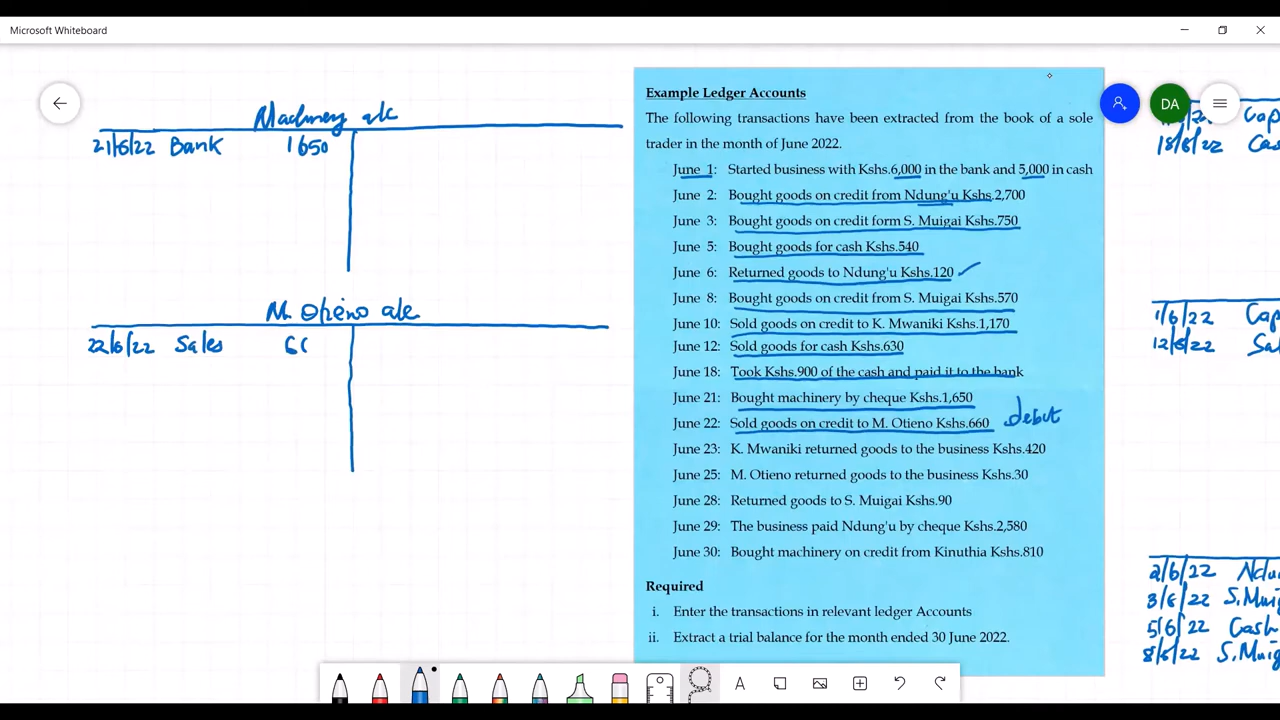 Microsoft Whiteboard
Machinery a/c
21/6/22 Bank 1650
M. Otieno a/c
22/6/22 Sales 66
Example Ledger Accounts
The following transactions have been extracted from the book of a sole
trader in the month of June 2022.
June 1: Started business with Kshs.6,000 in the bank and 5,000 in cash
June 2: Bought goods on credit from Ndung'u Kshs.2,700
June 3: Bought goods on credit form S. Muigai Kshs.750
June 5: Bought goods for cash Kshs.540
June 6: Returned goods to Ndung'u Kshs.120
June 8: Bought goods on credit from S. Muigai Kshs.570
June 10: Sold goods on credit to K. Mwaniki Kshs.1,170
June 12: Sold goods for cash Kshs.630
June 18: Took Kshs.900 of the cash and paid it to the bank
June 21: Bought machinery by cheque Kshs.1,650
June 22: Sold goods on credit to M. Otieno Kshs.660 debit
June 23: K. Mwaniki returned goods to the business Kshs.420
June 25: M. Otieno returned goods to the business Kshs.30
June 28: Returned goods to S. Muigai Kshs.90
June 29: The business paid Ndung'u by cheque Kshs.2,580
June 30: Bought machinery on credit from Kinuthia Kshs.810
Required
i. Enter the transactions in relevant ledger Accounts
ii. Extract a trial balance for the month ended 30 June 2022.
DA
Cap
18/6/22 Cas
1/6/22 Cap
12/6/22 Sa
2/6/22 Ndu
3/6/22 S.Mui
5/6/22 Cash
8/6/22 S.Muig
A